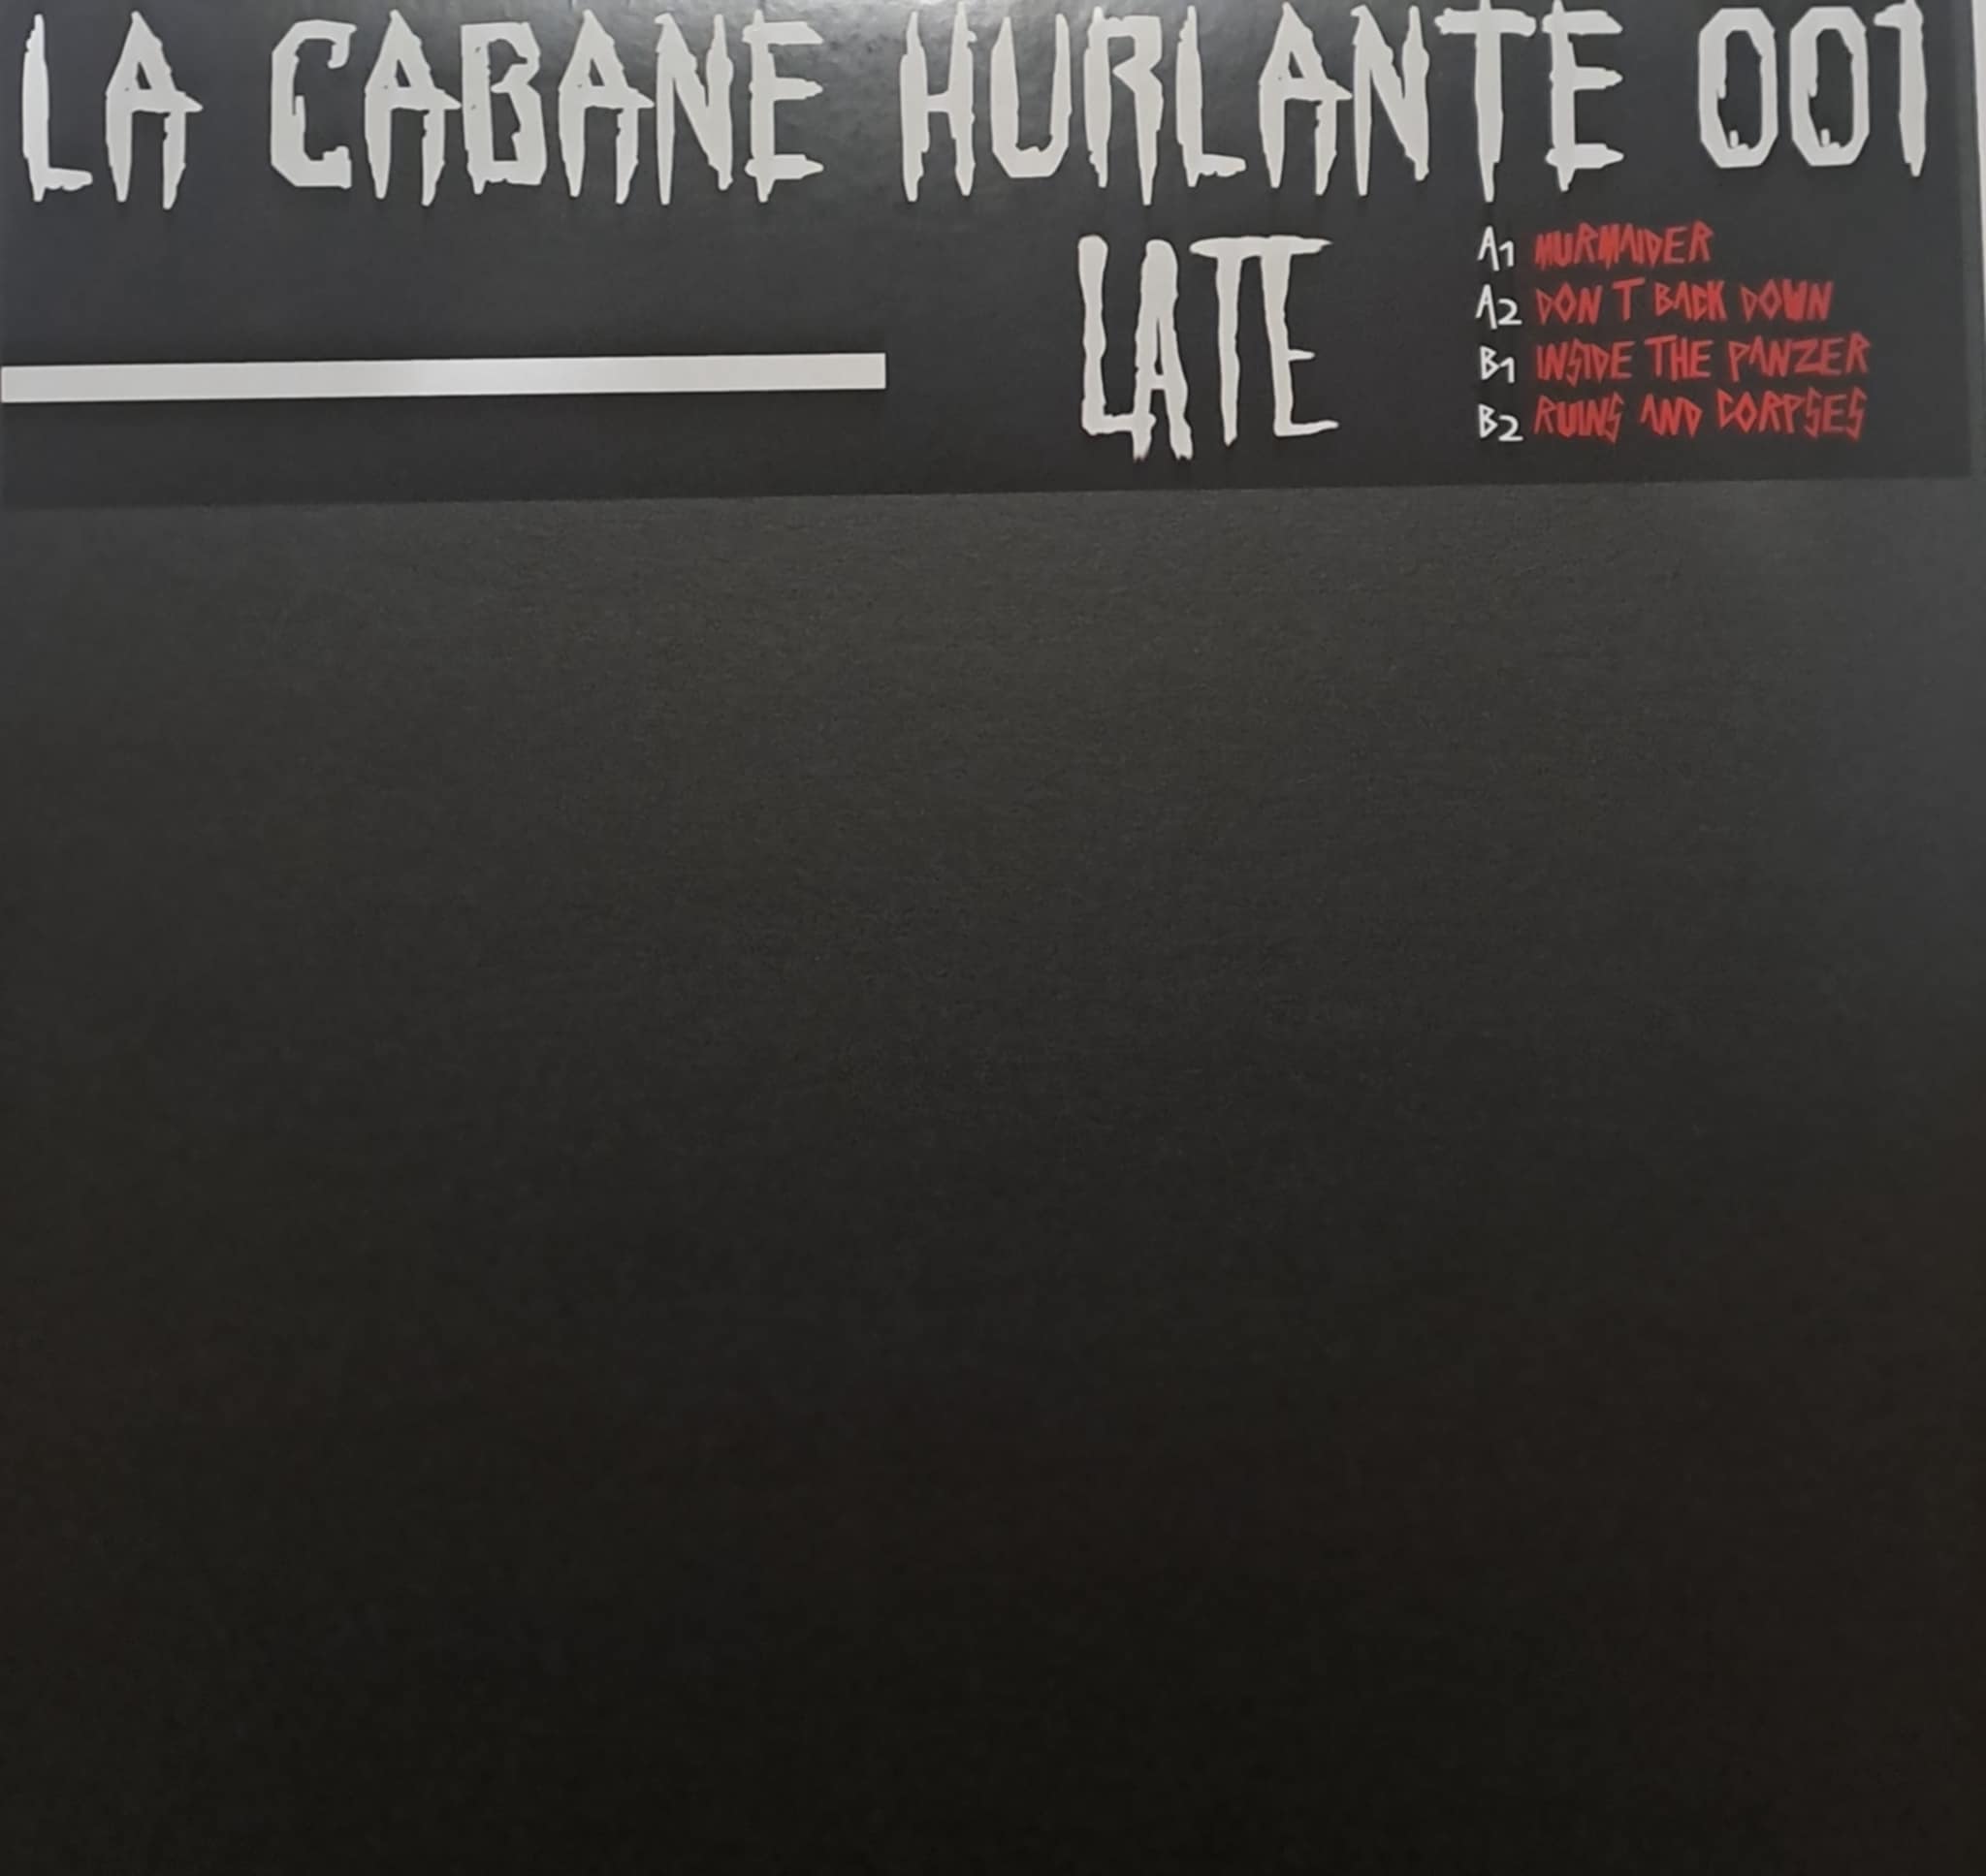 LA CABANE HURLANTE 001
LATE
A1 MURMAIDER
A2 DON T BACK DOWN
B1 INSIDE THE PANZER
B2 RUINS AND CORPSES